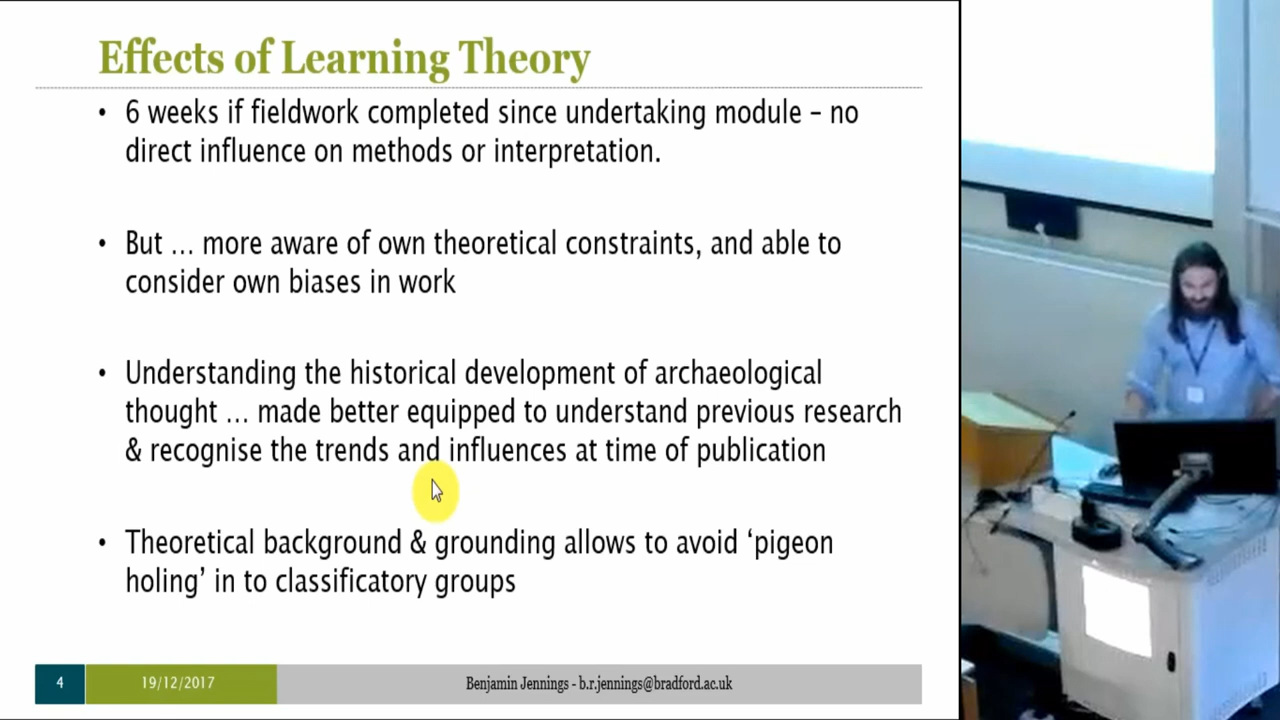 Effects of Learning Theory
• 6 weeks if fieldwork completed since undertaking module – no
direct influence on methods or interpretation.
• But … more aware of own theoretical constraints, and able to
consider own biases in work
• Understanding the historical development of archaeological
thought … made better equipped to understand previous research
& recognise the trends and influences at time of publication
• Theoretical background & grounding allows to avoid ‘pigeon
holing’ in to classificatory groups
4 19/12/2017 Benjamin Jennings - b.r.jennings@bradford.ac.uk